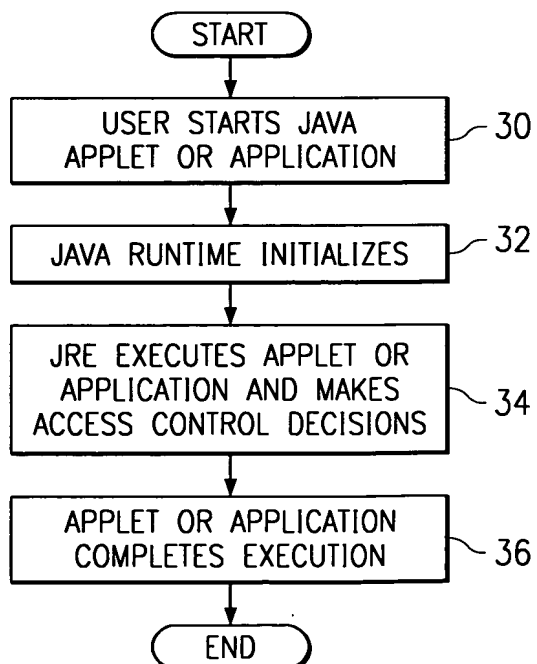 START
USER STARTS JAVA
APPLET OR APPLICATION
30
JAVA RUNTIME INITIALIZES
32
JRE EXECUTES APPLET OR
APPLICATION AND MAKES
ACCESS CONTROL DECISIONS
34
APPLET OR APPLICATION
COMPLETES EXECUTION
36
END